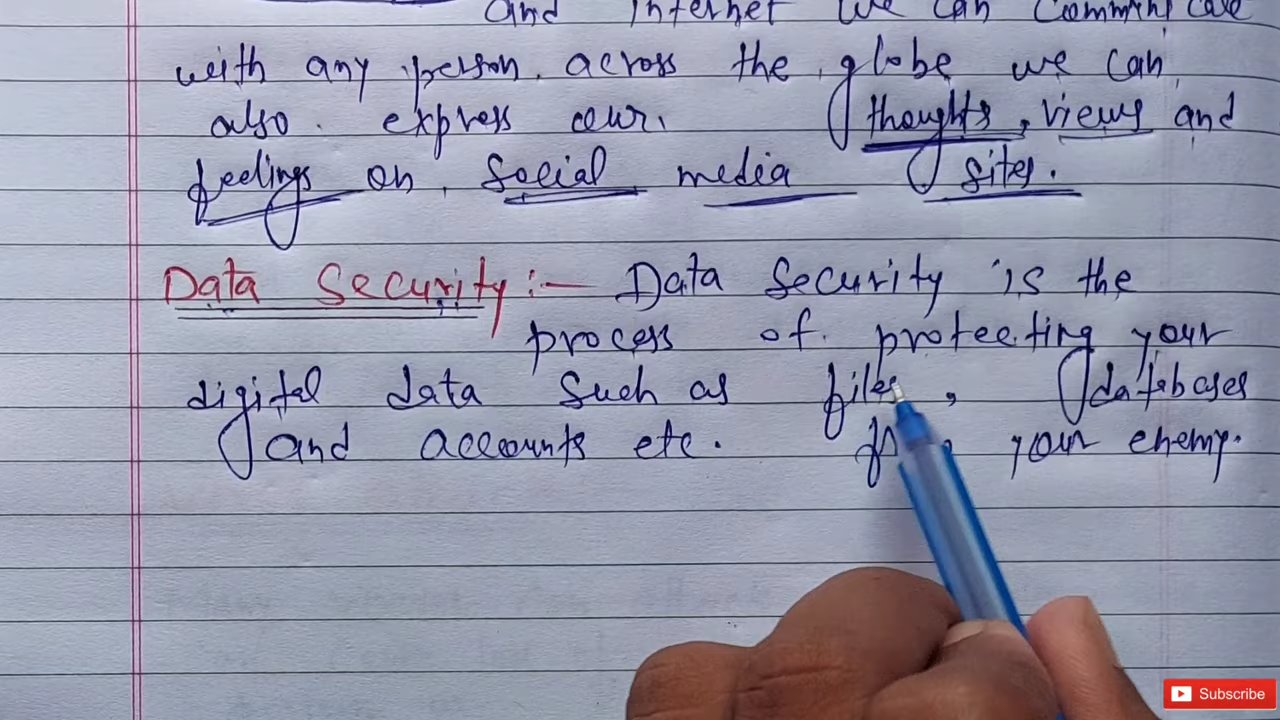 and internet we can communicate
with any person across the globe we can
also express our thoughts, views and
feelings on social media sites.
Data Security :- Data Security is the
process of protecting your
digital data such as files, databases
and accounts etc. your enemy.
Subscribe